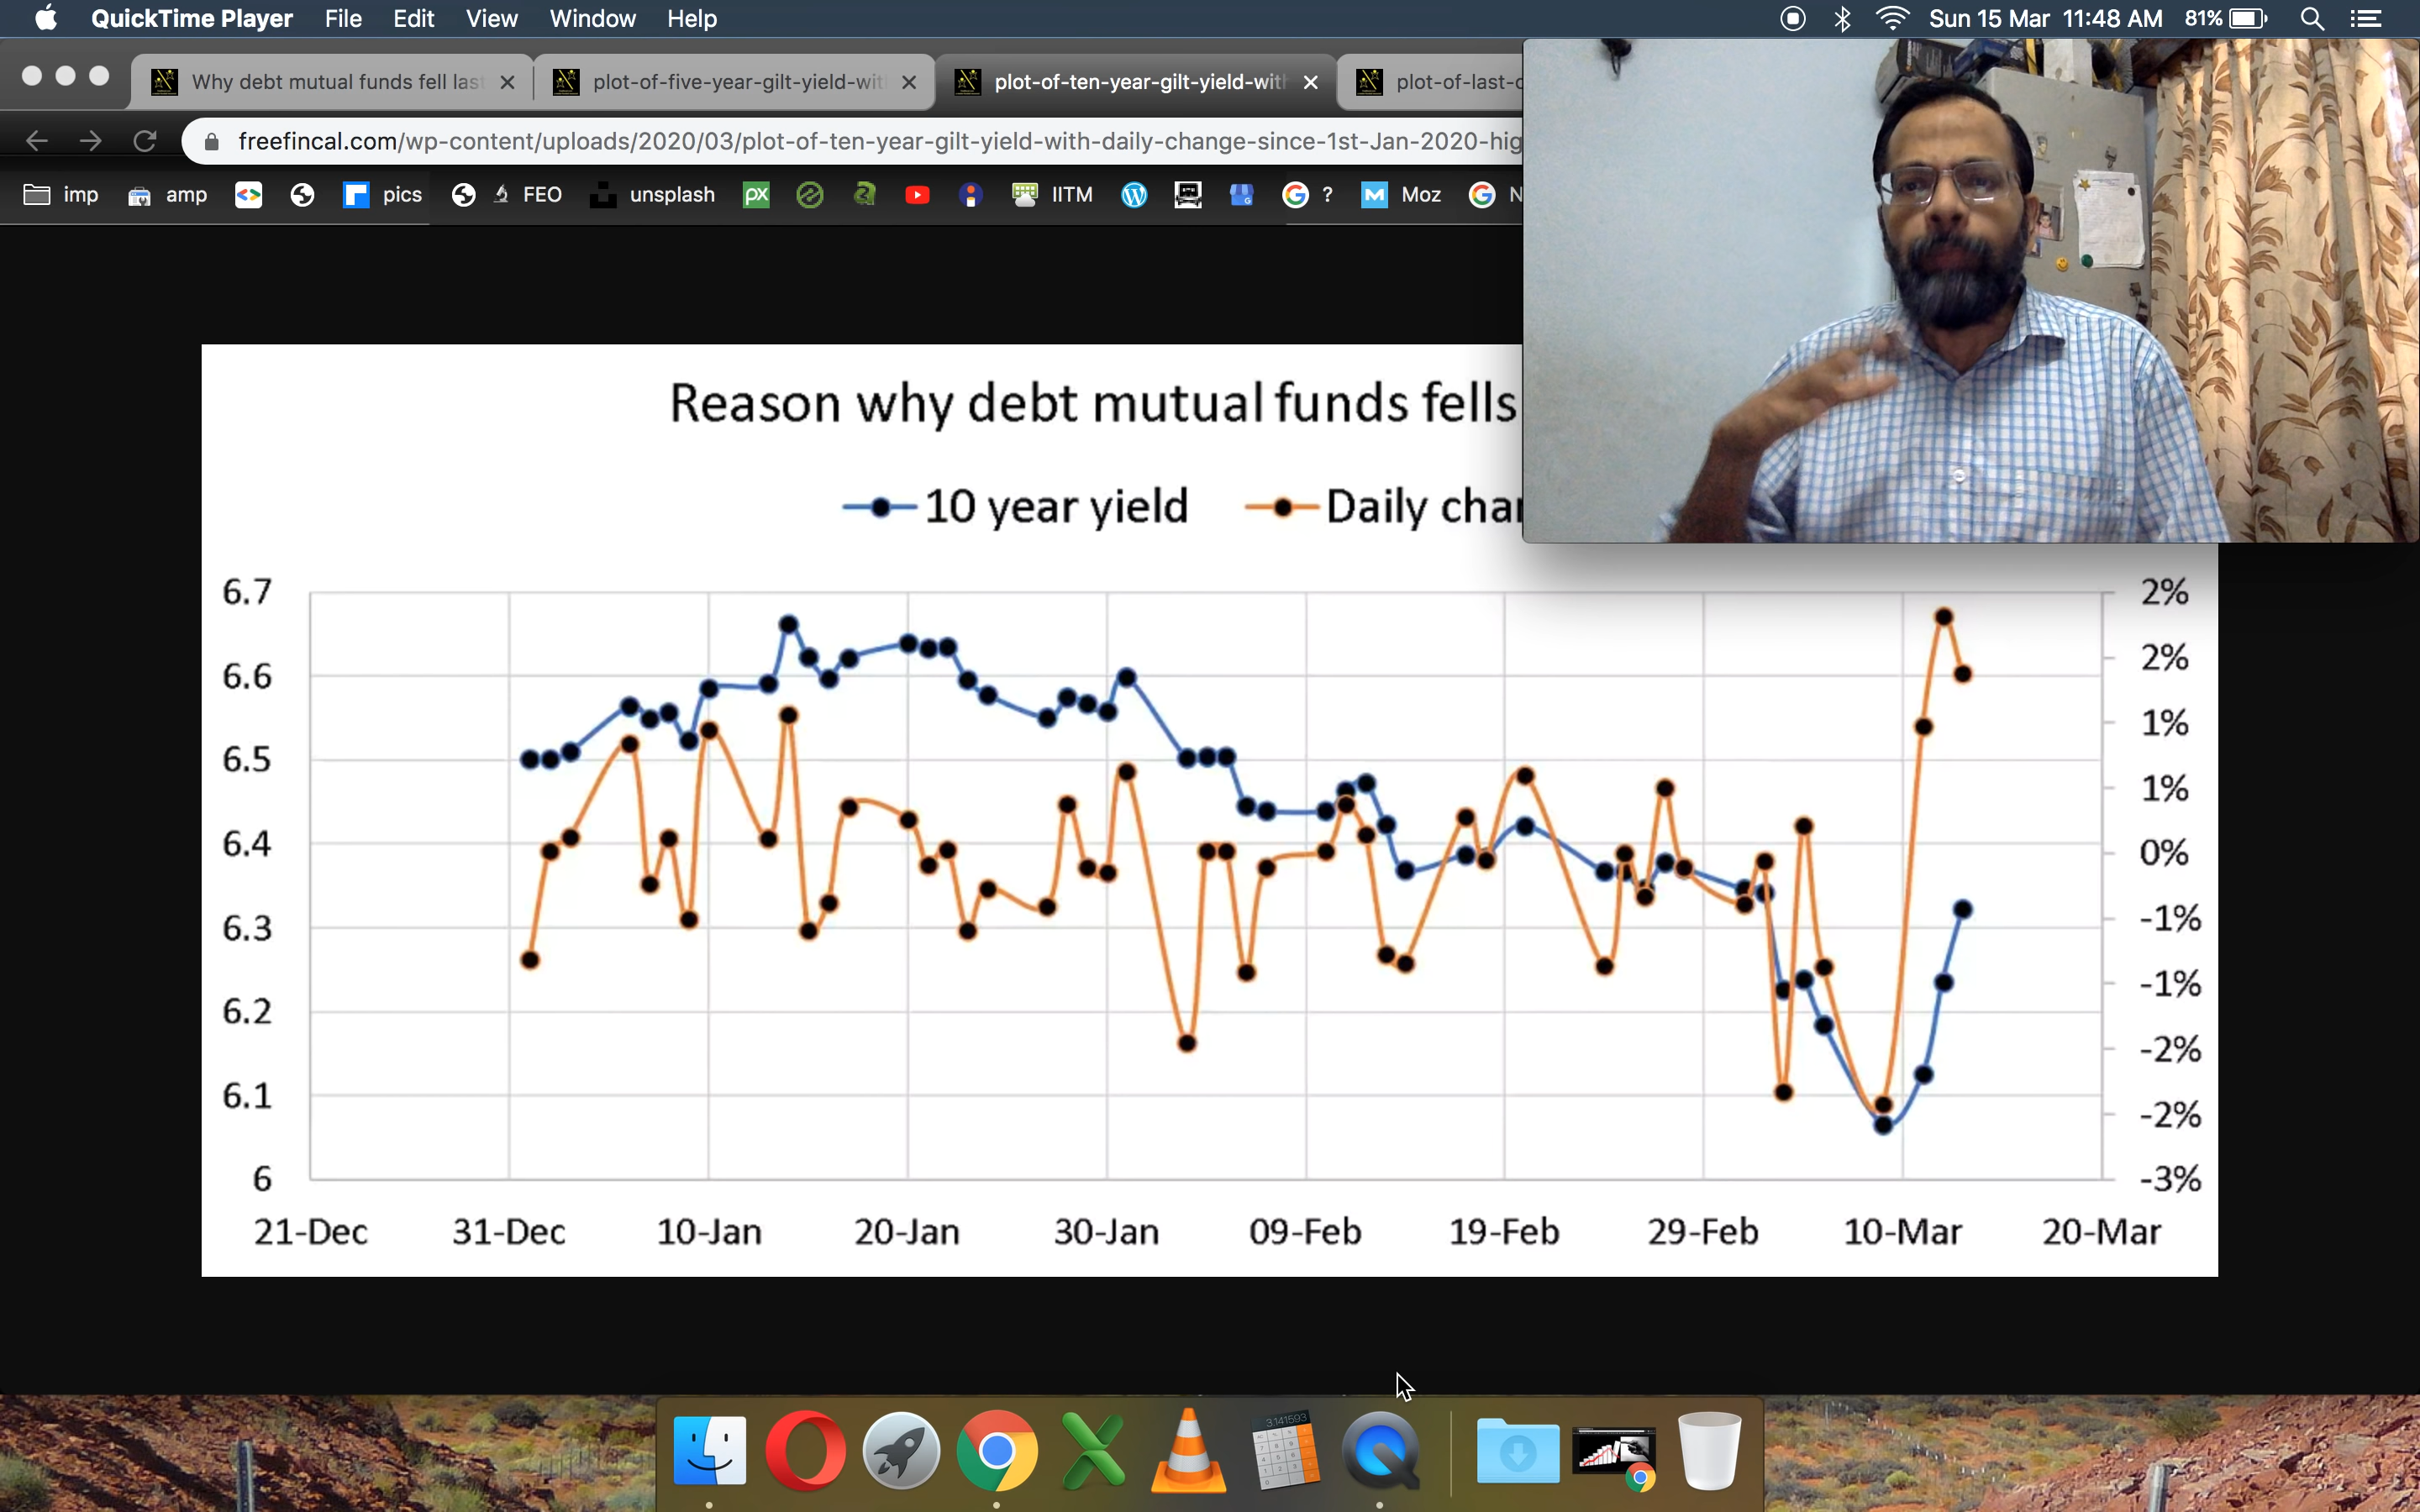 QuickTime Player File Edit View Window Help Sun 15 Mar 11:48 AM 81%
Why debt mutual funds fell las plot-of-five-year-gilt-yield-wit plot-of-ten-year-gilt-yield-wit plot-of-last-
freefincal.com/wp-content/uploads/2020/03/plot-of-ten-year-gilt-yield-with-daily-change-since-1st-Jan-2020-hig
imp amp pics FEO unsplash px IITM ? M Moz N
Reason why debt mutual funds fells
10 year yield Daily cha
6.7 2%
2%
6.6
1%
6.5
1%
6.4 0%
6.3 -1%
-1%
6.2
-2%
6.1
-2%
6 -3%
21-Dec 31-Dec 10-Jan 20-Jan 30-Jan 09-Feb 19-Feb 29-Feb 10-Mar 20-Mar
3.141593